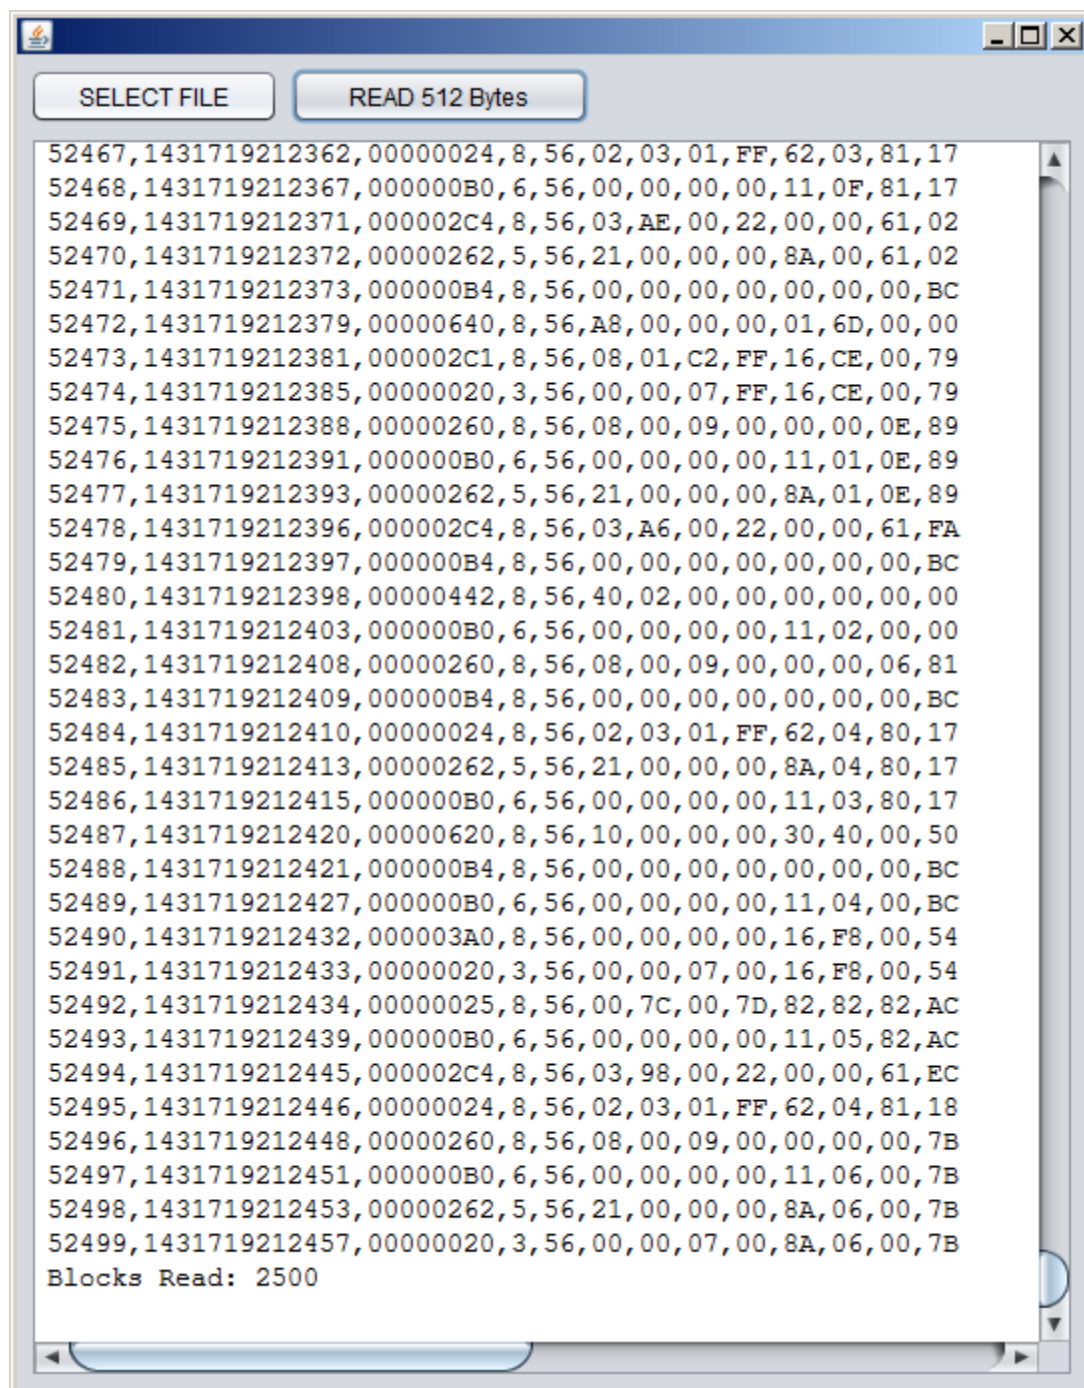 SELECT FILE READ 512 Bytes
52467,1431719212362,00000024,8,56,02,03,01,FF,62,03,81,17
52468,1431719212367,000000B0,6,56,00,00,00,00,11,0F,81,17
52469,1431719212371,000002C4,8,56,03,AE,00,22,00,00,61,02
52470,1431719212372,00000262,5,56,21,00,00,00,8A,00,61,02
52471,1431719212373,000000B4,8,56,00,00,00,00,00,00,00,BC
52472,1431719212379,00000640,8,56,A8,00,00,00,01,6D,00,00
52473,1431719212381,000002C1,8,56,08,01,C2,FF,16,CE,00,79
52474,1431719212385,00000020,3,56,00,00,07,FF,16,CE,00,79
52475,1431719212388,00000260,8,56,08,00,09,00,00,00,0E,89
52476,1431719212391,000000B0,6,56,00,00,00,00,11,01,0E,89
52477,1431719212393,00000262,5,56,21,00,00,00,8A,01,0E,89
52478,1431719212396,000002C4,8,56,03,A6,00,22,00,00,61,FA
52479,1431719212397,000000B4,8,56,00,00,00,00,00,00,00,BC
52480,1431719212398,00000442,8,56,40,02,00,00,00,00,00,00
52481,1431719212403,000000B0,6,56,00,00,00,00,11,02,00,00
52482,1431719212408,00000260,8,56,08,00,09,00,00,00,06,81
52483,1431719212409,000000B4,8,56,00,00,00,00,00,00,00,BC
52484,1431719212410,00000024,8,56,02,03,01,FF,62,04,80,17
52485,1431719212413,00000262,5,56,21,00,00,00,8A,04,80,17
52486,1431719212415,000000B0,6,56,00,00,00,00,11,03,80,17
52487,1431719212420,00000620,8,56,10,00,00,00,30,40,00,50
52488,1431719212421,000000B4,8,56,00,00,00,00,00,00,00,BC
52489,1431719212427,000000B0,6,56,00,00,00,00,11,04,00,BC
52490,1431719212432,000003A0,8,56,00,00,00,00,16,F8,00,54
52491,1431719212433,00000020,3,56,00,00,07,00,16,F8,00,54
52492,1431719212434,00000025,8,56,00,7C,00,7D,82,82,82,AC
52493,1431719212439,000000B0,6,56,00,00,00,00,11,05,82,AC
52494,1431719212445,000002C4,8,56,03,98,00,22,00,00,61,EC
52495,1431719212446,00000024,8,56,02,03,01,FF,62,04,81,18
52496,1431719212448,00000260,8,56,08,00,09,00,00,00,00,7B
52497,1431719212451,000000B0,6,56,00,00,00,00,11,06,00,7B
52498,1431719212453,00000262,5,56,21,00,00,00,8A,06,00,7B
52499,1431719212457,00000020,3,56,00,00,07,00,8A,06,00,7B
Blocks Read: 2500